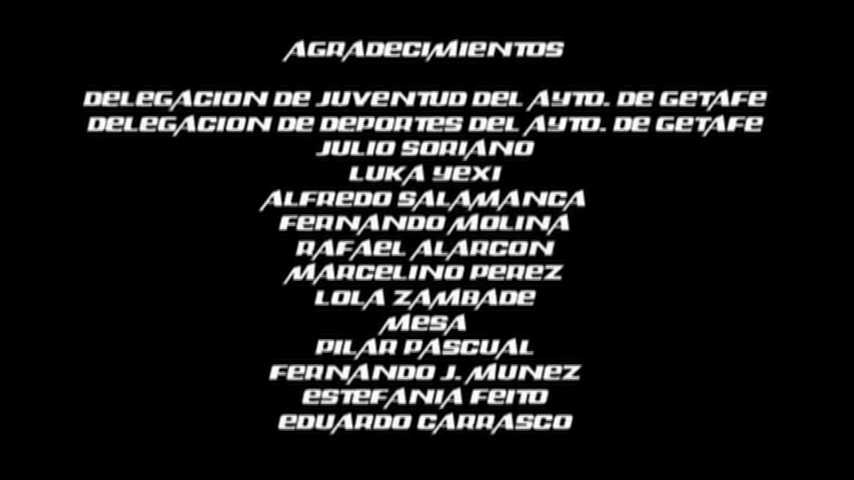 AGRADECIMIENTOS
DELEGACION DE JUVENTUD DEL AYTO. DE GETAFE
DELEGACION DE DEPORTES DEL AYTO. DE GETAFE
JULIO SORIANO
LUKA YEXI
ALFREDO SALAMANCA
FERNANDO MOLINA
RAFAEL ALARCON
MARCELINO PEREZ
LOLA ZAMBADE
MESA
PILAR PASCUAL
FERNANDO J. MUNEZ
ESTEFANIA FEITO
EDUARDO CARRASCO